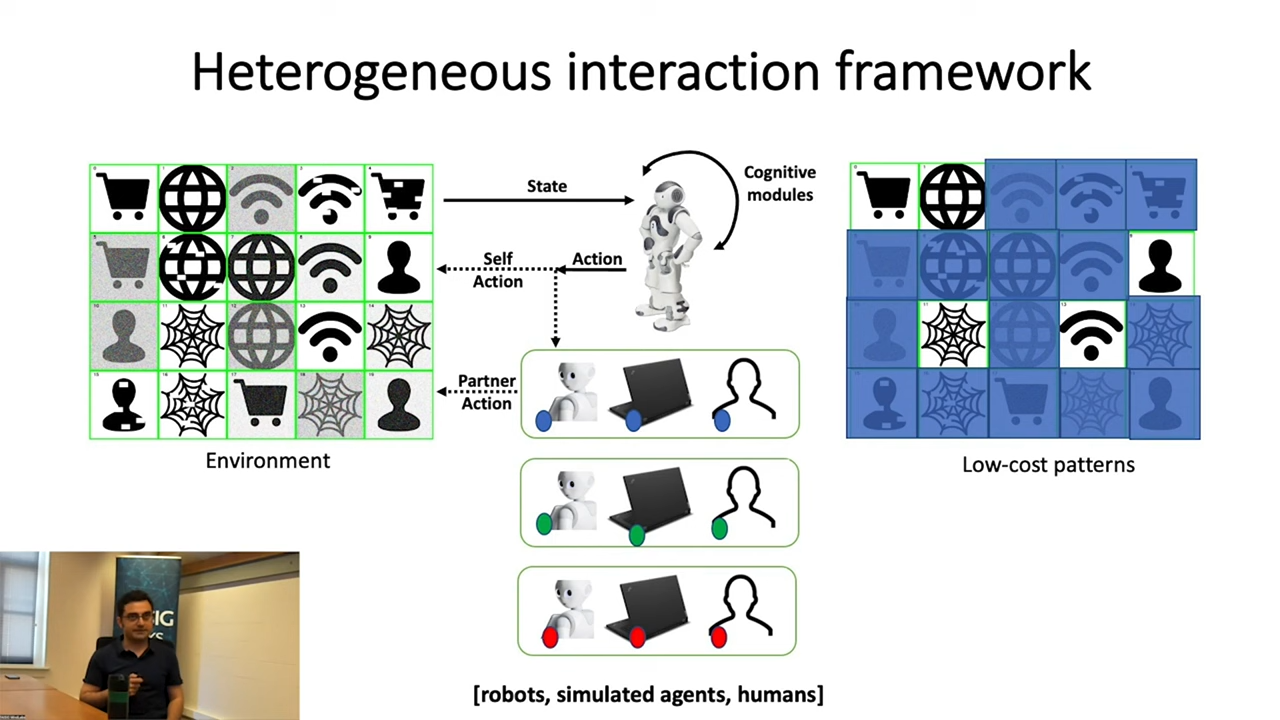 Heterogeneous interaction framework
State
Cognitive
modules
Self
Action
Action
Partner
Action
Environment
Low-cost patterns
[robots, simulated agents, humans]